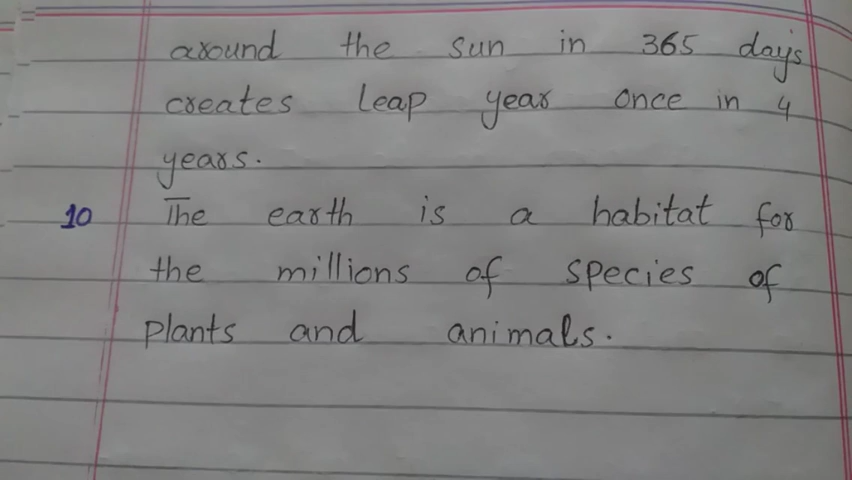 around the sun in 365 days
creates leap year once in 4
years.
10 The earth is a habitat for
the millions of species of
plants and animals.